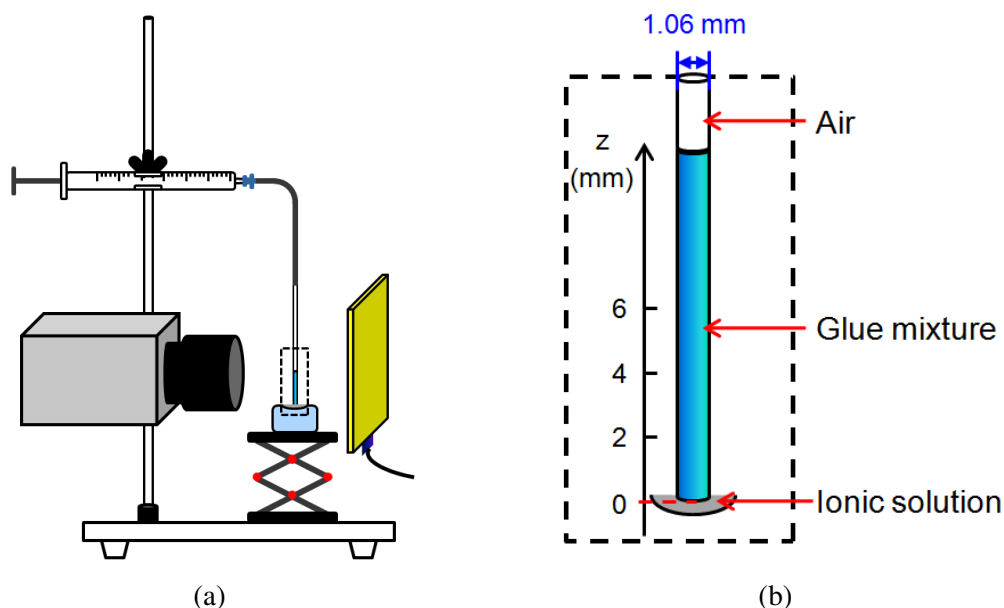 1.06 mm
Air
z
(mm)
6
Glue mixture
4
2
0
Ionic solution
(a)
(b)